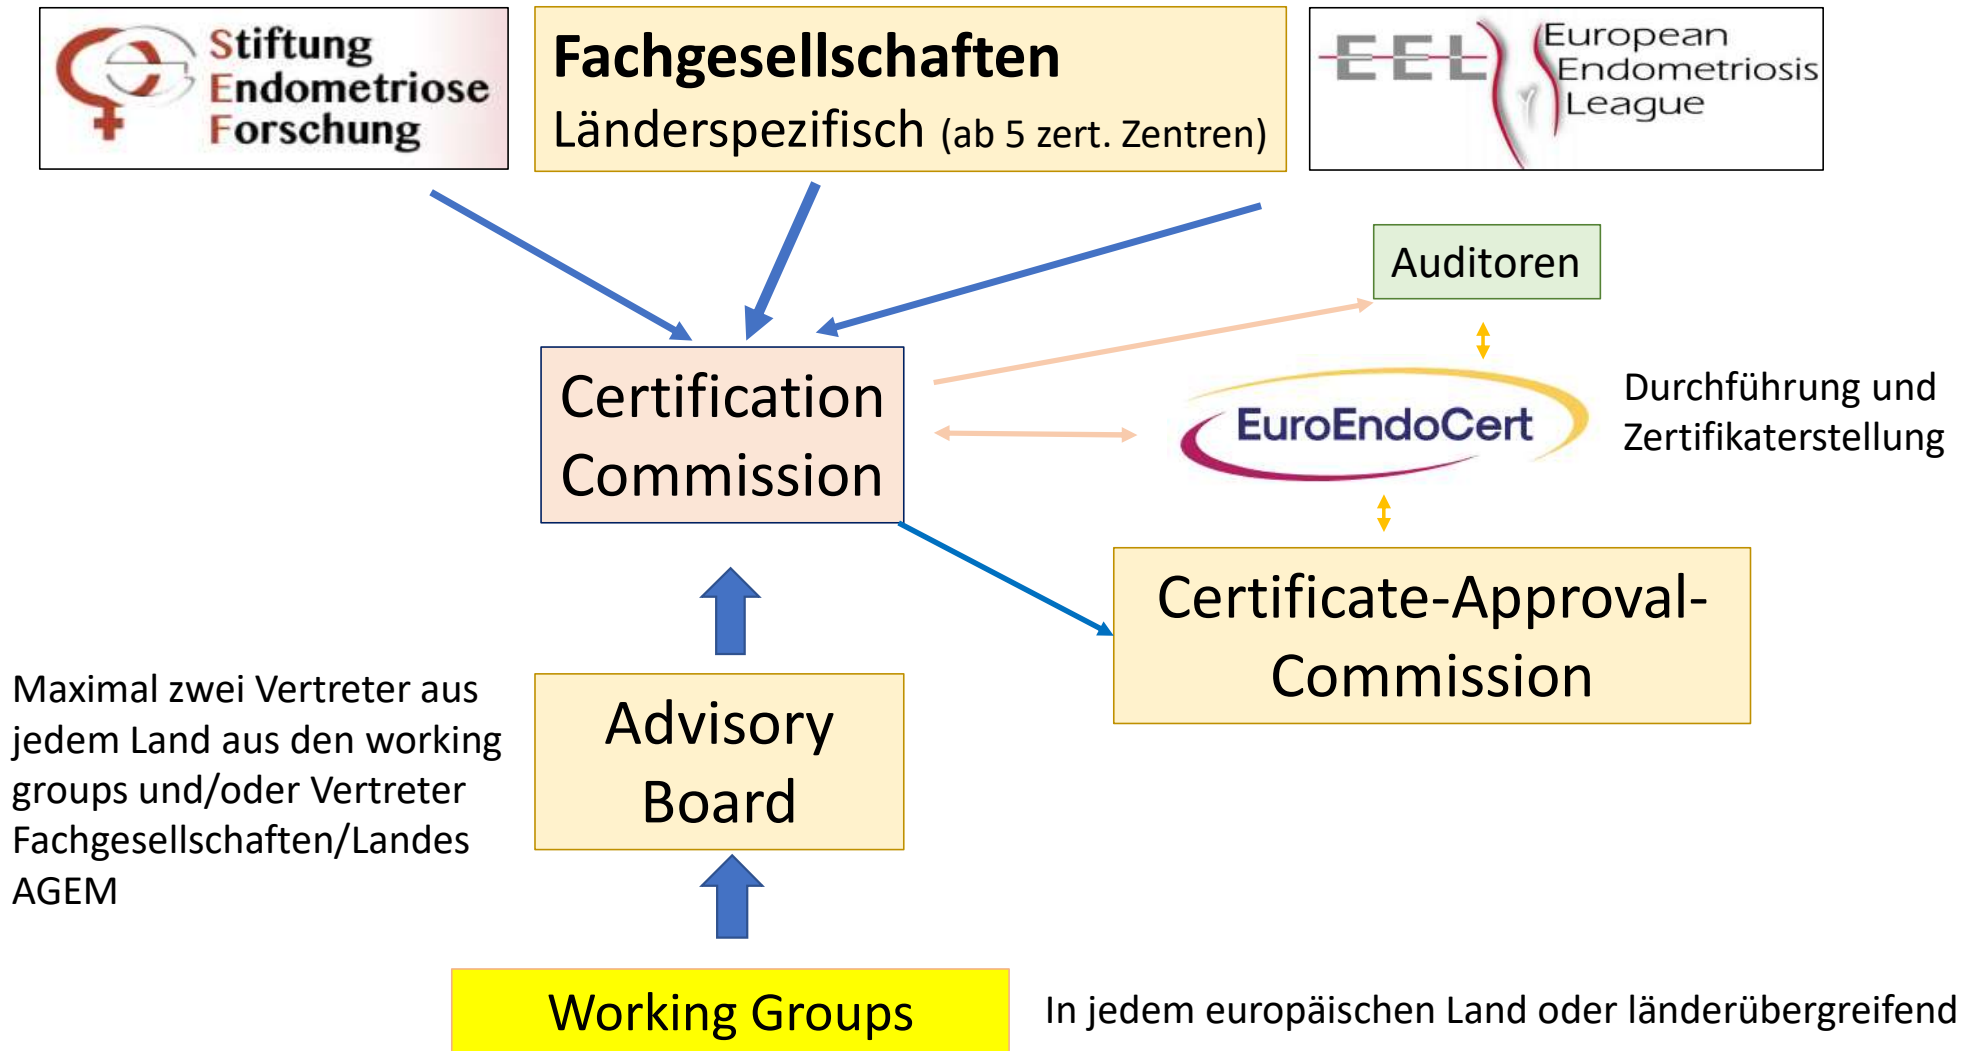 Stiftung
Endometriose
Forschung
Fachgesellschaften
Länderspezifisch (ab 5 zert. Zentren)
EEL
European
Endometriosis
League
Auditoren
Certification
Commission
EuroEndoCert
Durchführung und
Zertifikaterstellung
Certificate-Approval-
Commission
Maximal zwei Vertreter aus
jedem Land aus den working
groups und/oder Vertreter
Fachgesellschaften/Landes
AGEM
Advisory
Board
Working Groups
In jedem europäischen Land oder länderübergreifend